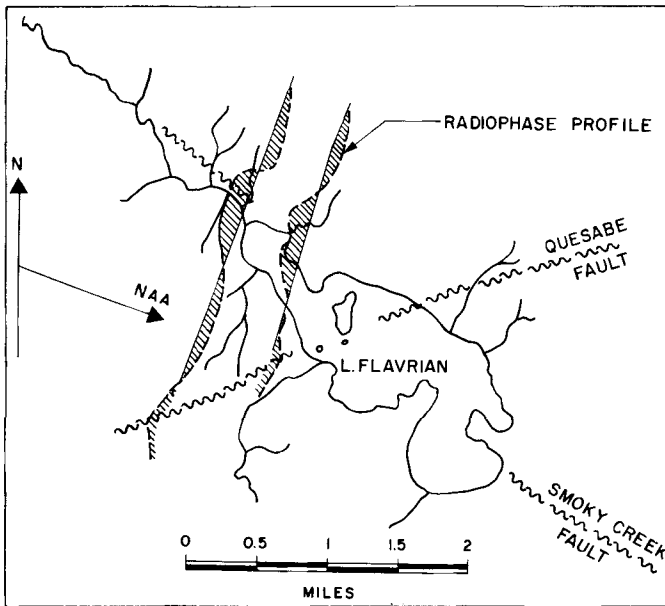 RADIOPHASE PROFILE
N
QUESABE
FAULT
NAA
L. FLAVRIAN
SMOKY CREEK
FAULT
0 0.5 1 1.5 2
MILES